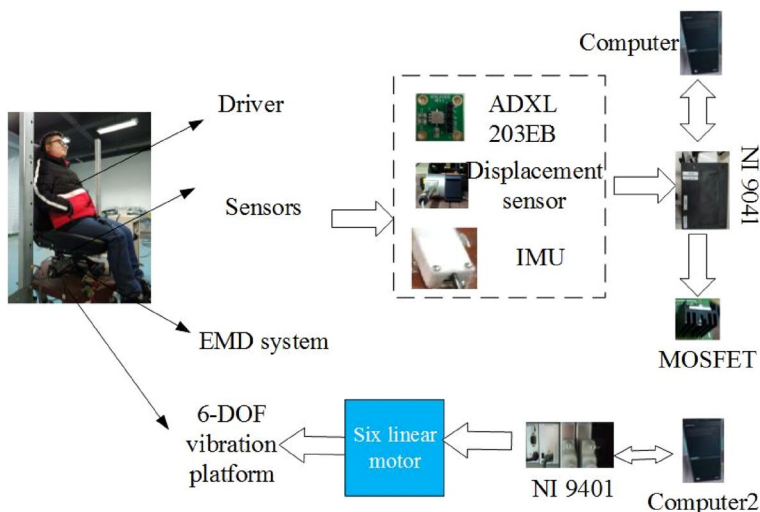 Computer
Driver
ADXL
203EB
Displacement
sensor
IMU
Sensors
NI 9041
MOSFET
EMD system
6-DOF
vibration
platform
Six linear
motor
NI 9401
Computer2